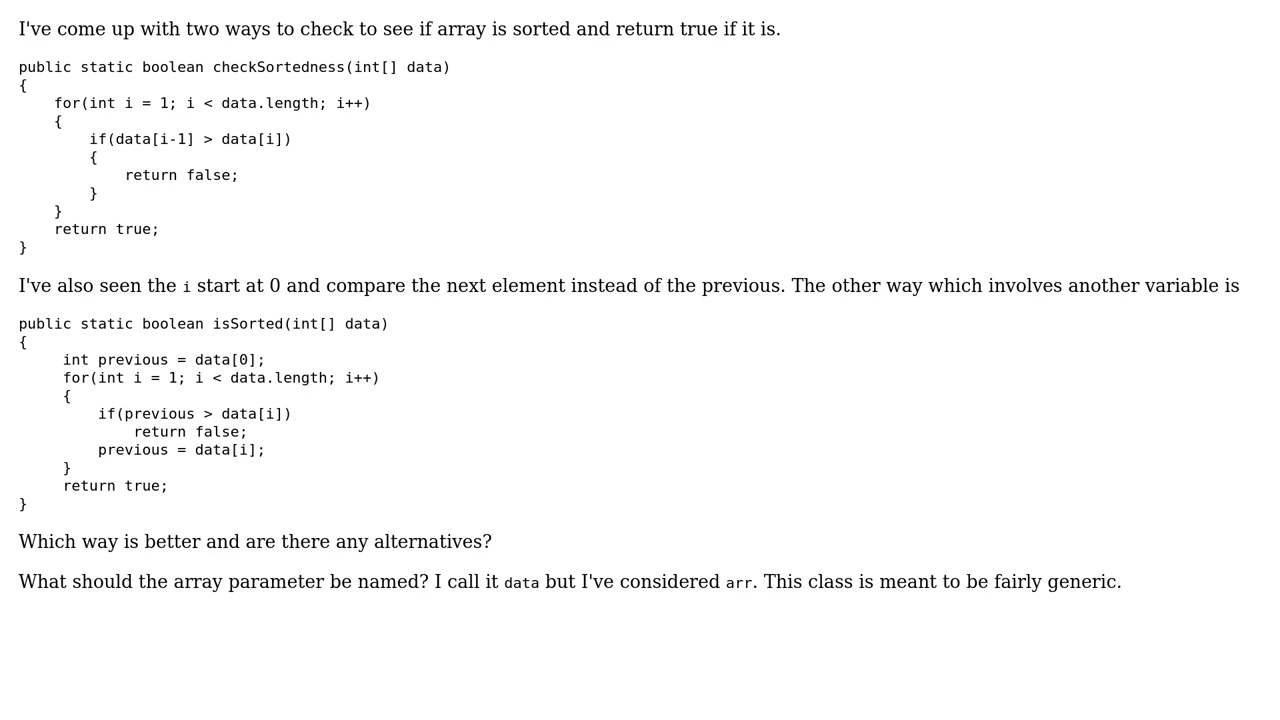 I've come up with two ways to check to see if array is sorted and return true if it is.
public static boolean checkSortedness(int[] data)
{
    for(int i = 1; i < data.length; i++)
    {
        if(data[i-1] > data[i])
        {
            return false;
        }
    }
    return true;
}
I've also seen the i start at 0 and compare the next element instead of the previous. The other way which involves another variable is
public static boolean isSorted(int[] data)
{
     int previous = data[0];
     for(int i = 1; i < data.length; i++)
     {
         if(previous > data[i])
             return false;
         previous = data[i];
     }
     return true;
}
Which way is better and are there any alternatives?
What should the array parameter be named? I call it data but I've considered arr. This class is meant to be fairly generic.